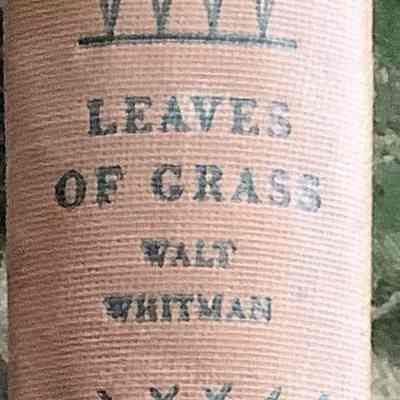 LEAVES
OF GRASS
WALT
WHITMAN